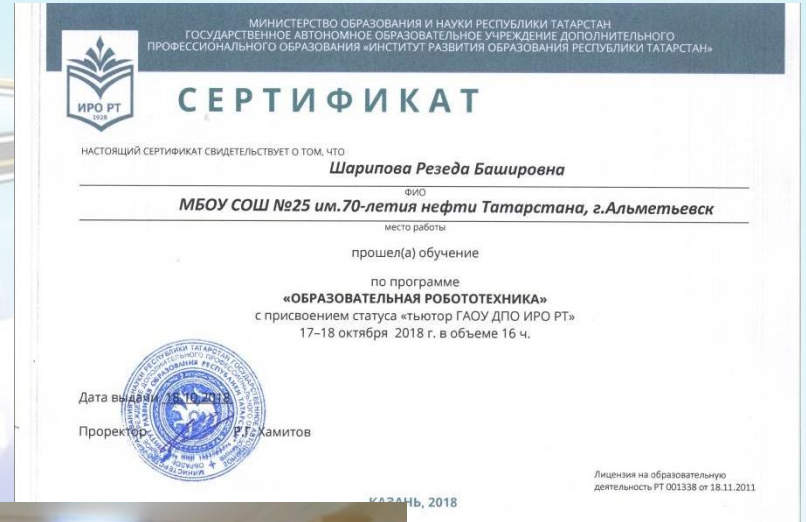 МИНИСТЕРСТВО ОБРАЗОВАНИЯ И НАУКИ РЕСПУБЛИКИ ТАТАРСТАН
ГОСУДАРСТВЕННОЕ АВТОНОМНОЕ ОБРАЗОВАТЕЛЬНОЕ УЧРЕЖДЕНИЕ ДОПОЛНИТЕЛЬНОГО
ПРОФЕССИОНАЛЬНОГО ОБРАЗОВАНИЯ «ИНСТИТУТ РАЗВИТИЯ ОБРАЗОВАНИЯ РЕСПУБЛИКИ ТАТАРСТАН»
ИРО РТ
1928
СЕРТИФИКАТ
НАСТОЯЩИЙ СЕРТИФИКАТ СВИДЕТЕЛЬСТВУЕТ О ТОМ, ЧТО
Шарипова Резеда Башировна
ФИО
МБОУ СОШ №25 им.70-летия нефти Татарстана, г.Альметьевск
место работы
прошел(а) обучение
по программе
«ОБРАЗОВАТЕЛЬНАЯ РОБОТОТЕХНИКА»
с присвоением статуса «тьютор ГАОУ ДПО ИРО РТ»
17–18 октября 2018 г. в объеме 16 ч.
Дата выдачи 18.10.2018
Проректор Р.Г. Хамитов
Лицензия на образовательную
деятельность РТ 001338 от 18.11.2011
КАЗАНЬ, 2018